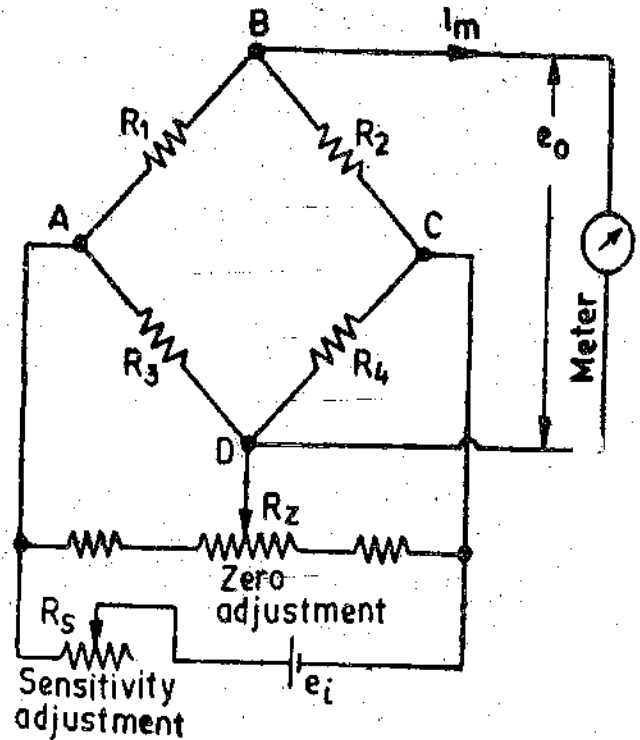 B
Im
R1
R2
eo
A
C
Meter
R3
R4
D
Rz
Zero
adjustment
Rs
ei
Sensitivity
adjustment